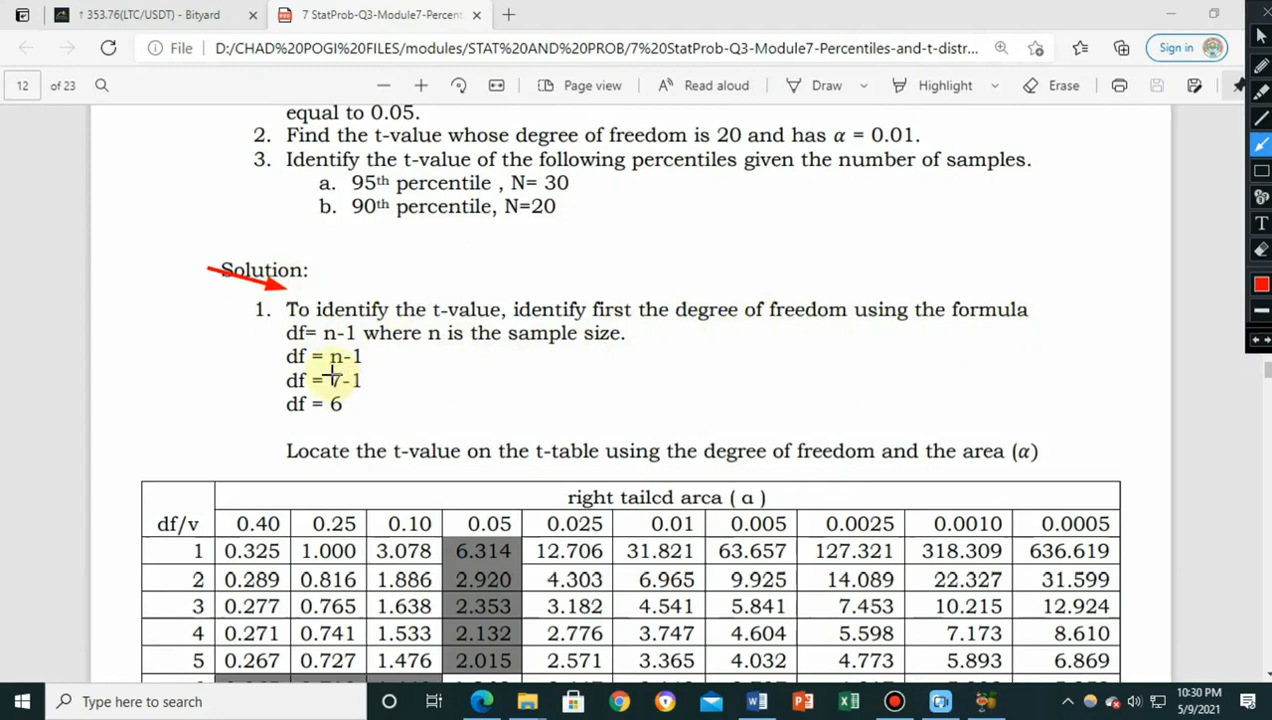 353.76(LTC/USDT) - Bityard
7 StatProb-Q3-Module7-Percent
File
D:/CHAD%20POGI%20FILES/modules/STAT%20AND%20PROB/7%20StatProb-Q3-Module7-Percentiles-and-t-distr...
Sign in
12 of 23
Page view
Read aloud
Draw
Highlight
Erase
equal to 0.05.
2. Find the t-value whose degree of freedom is 20 and has α = 0.01.
3. Identify the t-value of the following percentiles given the number of samples.
a. 95th percentile , N= 30
b. 90th percentile, N=20
Solution:
1. To identify the t-value, identify first the degree of freedom using the formula
df= n-1 where n is the sample size.
df = n-1
df = 7-1
df = 6
Locate the t-value on the t-table using the degree of freedom and the area (α)
right tailed area ( α )
df/v 0.40 0.25 0.10 0.05 0.025 0.01 0.005 0.0025 0.0010 0.0005
1 0.325 1.000 3.078 6.314 12.706 31.821 63.657 127.321 318.309 636.619
2 0.289 0.816 1.886 2.920 4.303 6.965 9.925 14.089 22.327 31.599
3 0.277 0.765 1.638 2.353 3.182 4.541 5.841 7.453 10.215 12.924
4 0.271 0.741 1.533 2.132 2.776 3.747 4.604 5.598 7.173 8.610
5 0.267 0.727 1.476 2.015 2.571 3.365 4.032 4.773 5.893 6.869
Type here to search
10:30 PM
5/9/2021